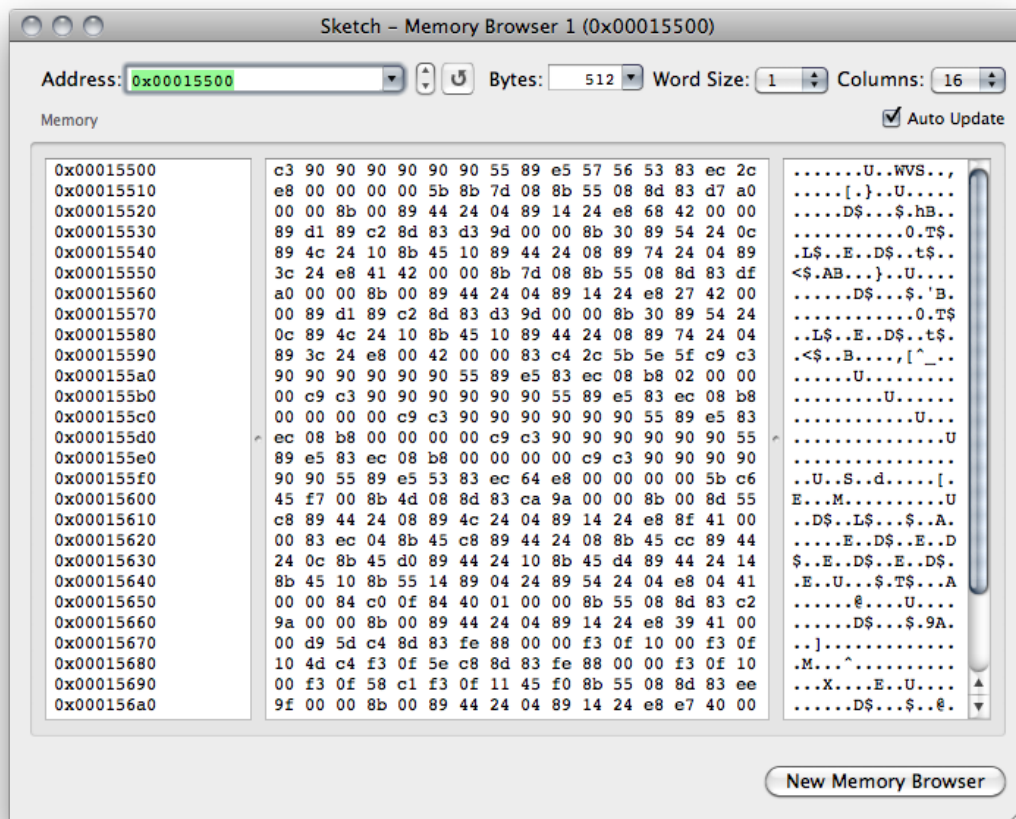 Sketch – Memory Browser 1 (0x00015500)
Address: 0x00015500 Bytes: 512 Word Size: 1 Columns: 16
Memory Auto Update
0x00015500 c3 90 90 90 90 90 90 55 89 e5 57 56 53 83 ec 2c .......U..WVS..,
0x00015510 e8 00 00 00 00 5b 8b 7d 08 8b 55 08 8d 83 d7 a0 .....[.}..U.....
0x00015520 00 00 8b 00 89 44 24 04 89 14 24 e8 68 42 00 00 .....D$...$.hB..
0x00015530 89 d1 89 c2 8d 83 d3 9d 00 00 8b 30 89 54 24 0c ...........0.T$.
0x00015540 89 4c 24 10 8b 45 10 89 44 24 08 89 74 24 04 89 .L$..E..D$..t$..
0x00015550 3c 24 e8 41 42 00 00 8b 7d 08 8b 55 08 8d 83 df <$.AB...}..U....
0x00015560 a0 00 00 8b 00 89 44 24 04 89 14 24 e8 27 42 00 ......D$...$.'B.
0x00015570 00 89 d1 89 c2 8d 83 d3 9d 00 00 8b 30 89 54 24 ............0.T$
0x00015580 0c 89 4c 24 10 8b 45 10 89 44 24 08 89 74 24 04 ..L$..E..D$..t$.
0x00015590 89 3c 24 e8 00 42 00 00 83 c4 2c 5b 5e 5f c9 c3 .<$..B....,[^_..
0x000155a0 90 90 90 90 90 90 55 89 e5 83 ec 08 b8 02 00 00 ......U.........
0x000155b0 00 c9 c3 90 90 90 90 90 90 55 89 e5 83 ec 08 b8 .........U......
0x000155c0 00 00 00 00 c9 c3 90 90 90 90 90 90 55 89 e5 83 ............U...
0x000155d0 ec 08 b8 00 00 00 00 c9 c3 90 90 90 90 90 90 55 ...............U
0x000155e0 89 e5 83 ec 08 b8 00 00 00 00 c9 c3 90 90 90 90 ................
0x000155f0 90 90 55 89 e5 53 83 ec 64 e8 00 00 00 00 5b c6 ..U..S..d.....[.
0x00015600 45 f7 00 8b 4d 08 8d 83 ca 9a 00 00 8b 00 8d 55 E...M..........U
0x00015610 c8 89 44 24 08 89 4c 24 04 89 14 24 e8 8f 41 00 ..D$..L$...$..A.
0x00015620 00 83 ec 04 8b 45 c8 89 44 24 08 8b 45 cc 89 44 .....E..D$..E..D
0x00015630 24 0c 8b 45 d0 89 44 24 10 8b 45 d4 89 44 24 14 $..E..D$..E..D$.
0x00015640 8b 45 10 8b 55 14 89 04 24 89 54 24 04 e8 04 41 .E..U...$.T$...A
0x00015650 00 00 84 c0 0f 84 40 01 00 00 8b 55 08 8d 83 c2 ......@....U....
0x00015660 9a 00 00 8b 00 89 44 24 04 89 14 24 e8 39 41 00 ......D$...$.9A.
0x00015670 00 d9 5d c4 8d 83 fe 88 00 00 f3 0f 10 00 f3 0f ..].............
0x00015680 10 4d c4 f3 0f 5e c8 8d 83 fe 88 00 00 f3 0f 10 .M...^..........
0x00015690 00 f3 0f 58 c1 f3 0f 11 45 f0 8b 55 08 8d 83 ee ...X....E..U....
0x000156a0 9f 00 00 8b 00 89 44 24 04 89 14 24 e8 e7 40 00 ......D$...$..@.
New Memory Browser